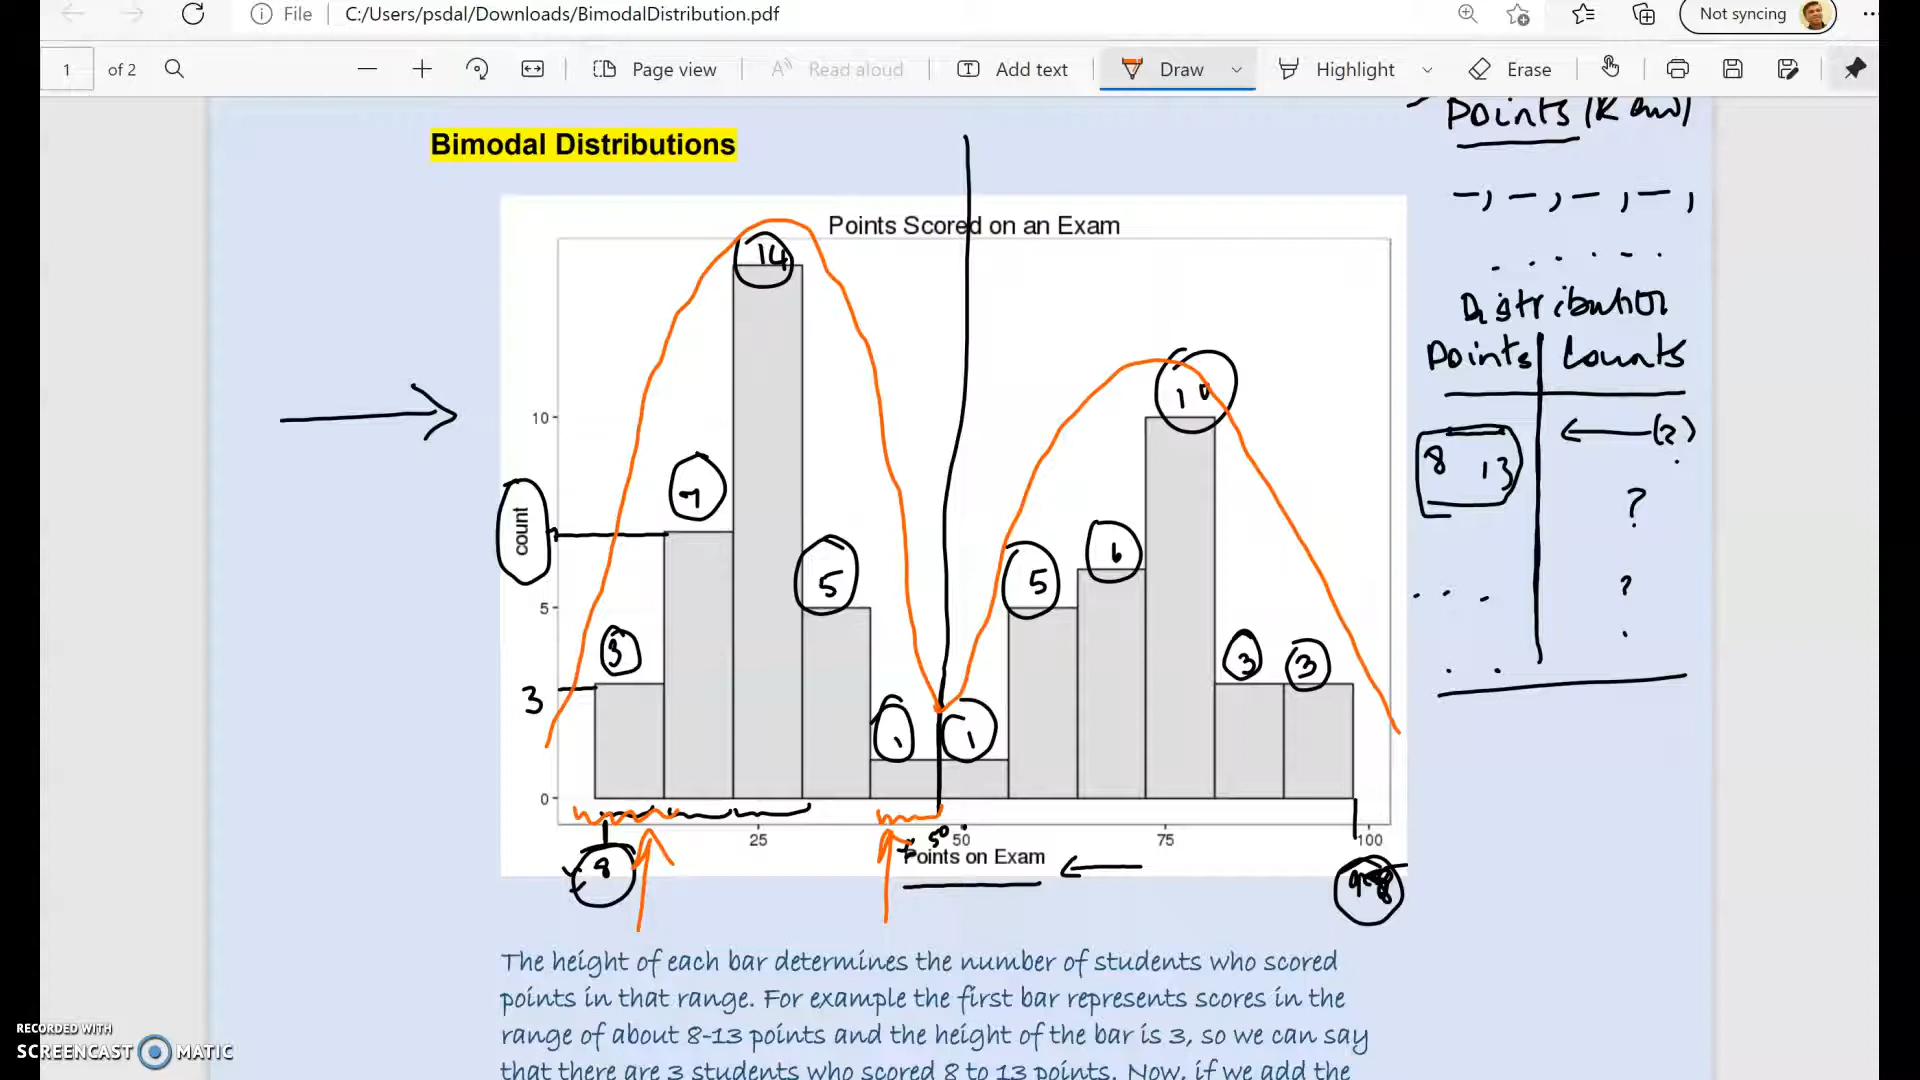 File C:/Users/psdal/Downloads/BimodalDistribution.pdf Not syncing
1 of 2 Page view Read aloud Add text Draw Highlight Erase
Points (Raw)
Bimodal Distributions
Points Scored on an Exam
Distribution
Points Counts
14
10
10
(2)
8 13
7
count
?
5
5
6
5
?
3
3
3
3
1
1
0
25 50 75 100
50
Points on Exam
8
98
The height of each bar determines the number of students who scored
points in that range. For example the first bar represents scores in the
range of about 8-13 points and the height of the bar is 3, so we can say
that there are 3 students who scored 8 to 13 points. Now, if we add the
RECORDED WITH
SCREENCAST MATIC